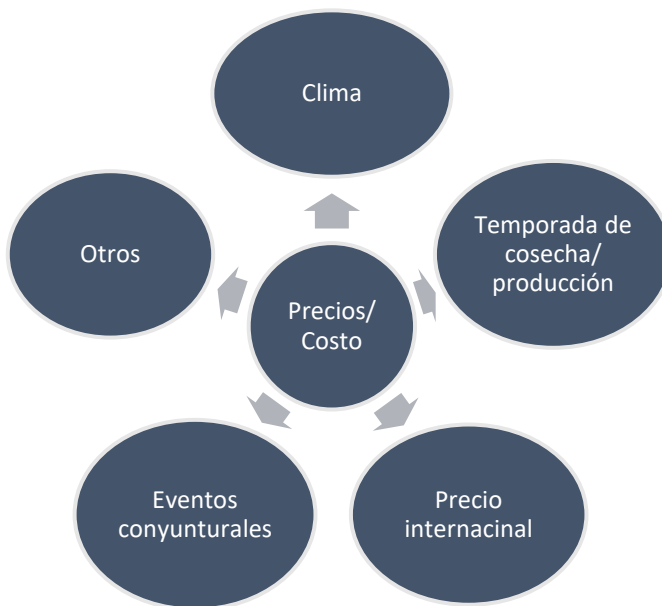 Clima
Temporada de
cosecha/
producción
Otros
Precios/
Costo
Eventos
conyunturales
Precio
internacinal